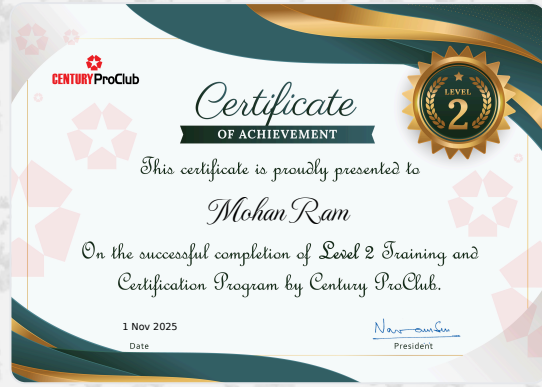 CENTURY ProClub
Certificate
OF ACHIEVEMENT
LEVEL
2
This certificate is proudly presented to
Mohan Ram
On the successful completion of Level 2 Training and
Certification Program by Century ProClub.
1 Nov 2025
Date
President